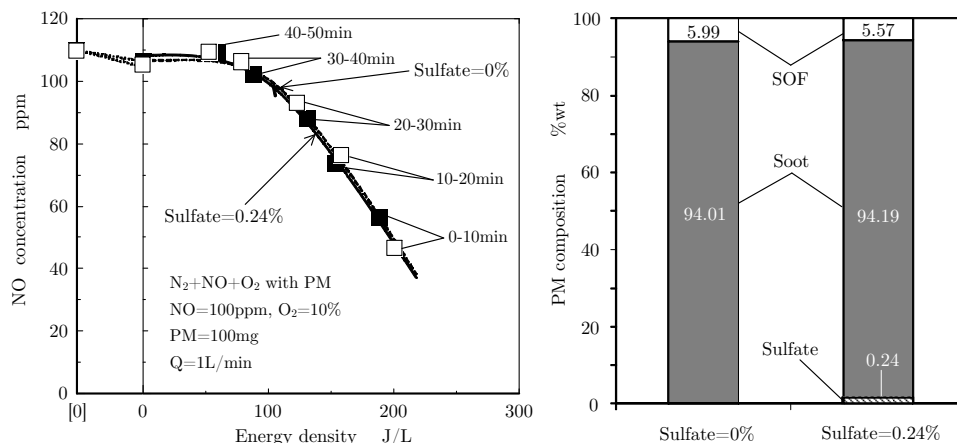 120
100
80
60
40
20
0
NO concentration ppm
40-50min
30-40min
Sulfate=0%
20-30min
10-20min
Sulfate=0.24%
0-10min
N₂+NO+O₂ with PM
NO=100ppm, O₂=10%
PM=100mg
Q=1L/min
[0] 0 100 200 300
Energy density J/L
100
80
60
40
20
0
PM composition %wt
5.99 5.57
SOF
Soot
94.01 94.19
Sulfate 0.24
Sulfate=0% Sulfate=0.24%